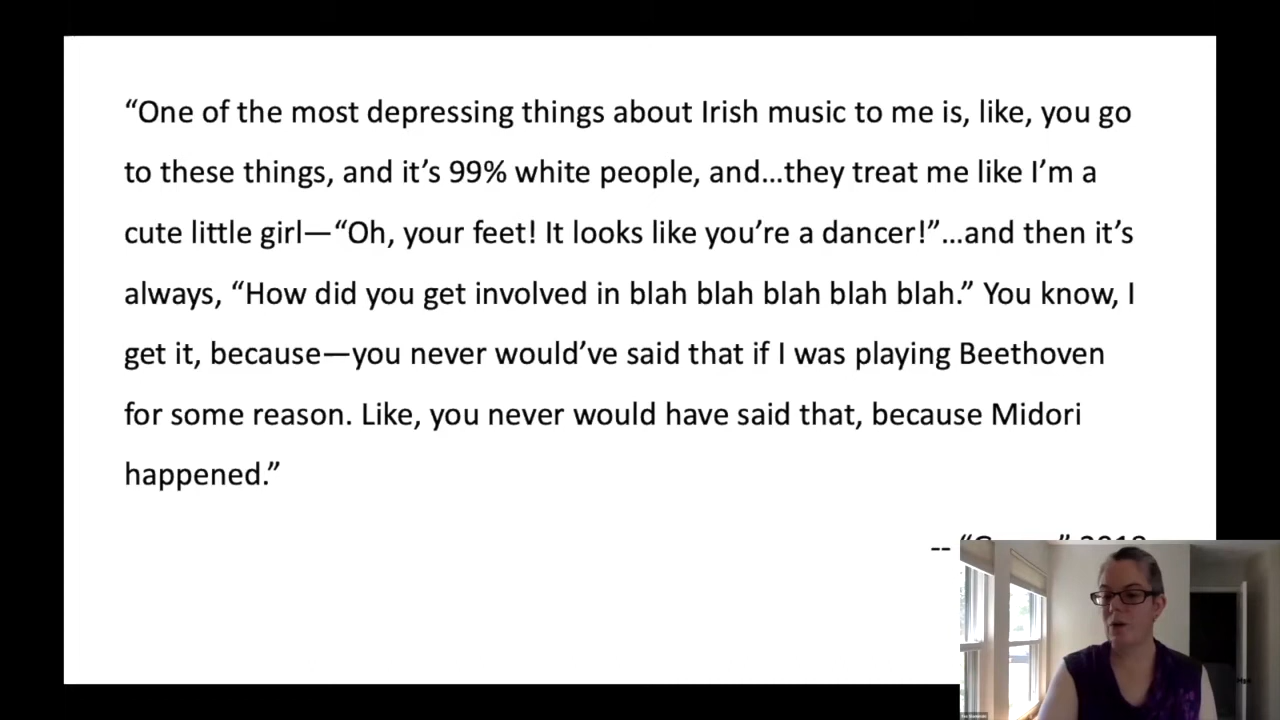 “One of the most depressing things about Irish music to me is, like, you go
to these things, and it’s 99% white people, and…they treat me like I’m a
cute little girl—“Oh, your feet! It looks like you’re a dancer!”…and then it’s
always, “How did you get involved in blah blah blah blah blah.” You know, I
get it, because—you never would’ve said that if I was playing Beethoven
for some reason. Like, you never would have said that, because Midori
happened.”
--